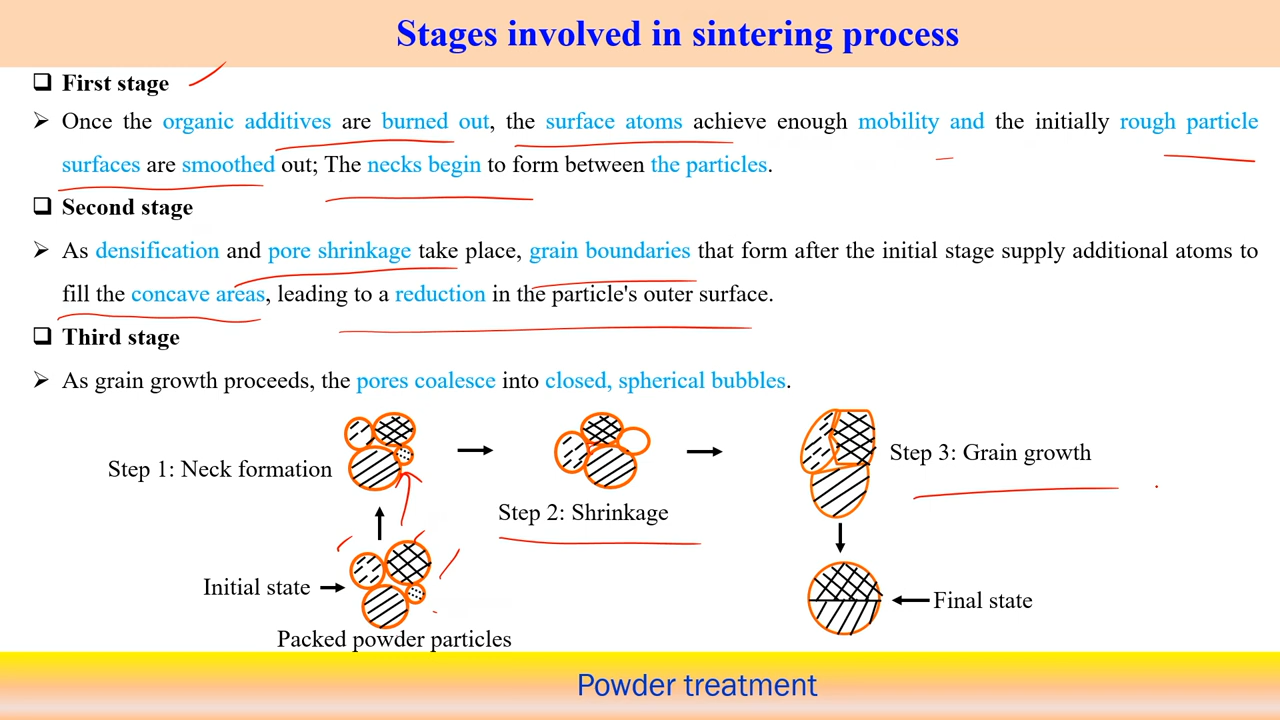 Stages involved in sintering process
First stage
Once the organic additives are burned out, the surface atoms achieve enough mobility and the initially rough particle
surfaces are smoothed out; The necks begin to form between the particles.
Second stage
As densification and pore shrinkage take place, grain boundaries that form after the initial stage supply additional atoms to
fill the concave areas, leading to a reduction in the particle's outer surface.
Third stage
As grain growth proceeds, the pores coalesce into closed, spherical bubbles.
Step 1: Neck formation
Step 2: Shrinkage
Step 3: Grain growth
Initial state
Final state
Packed powder particles
Powder treatment